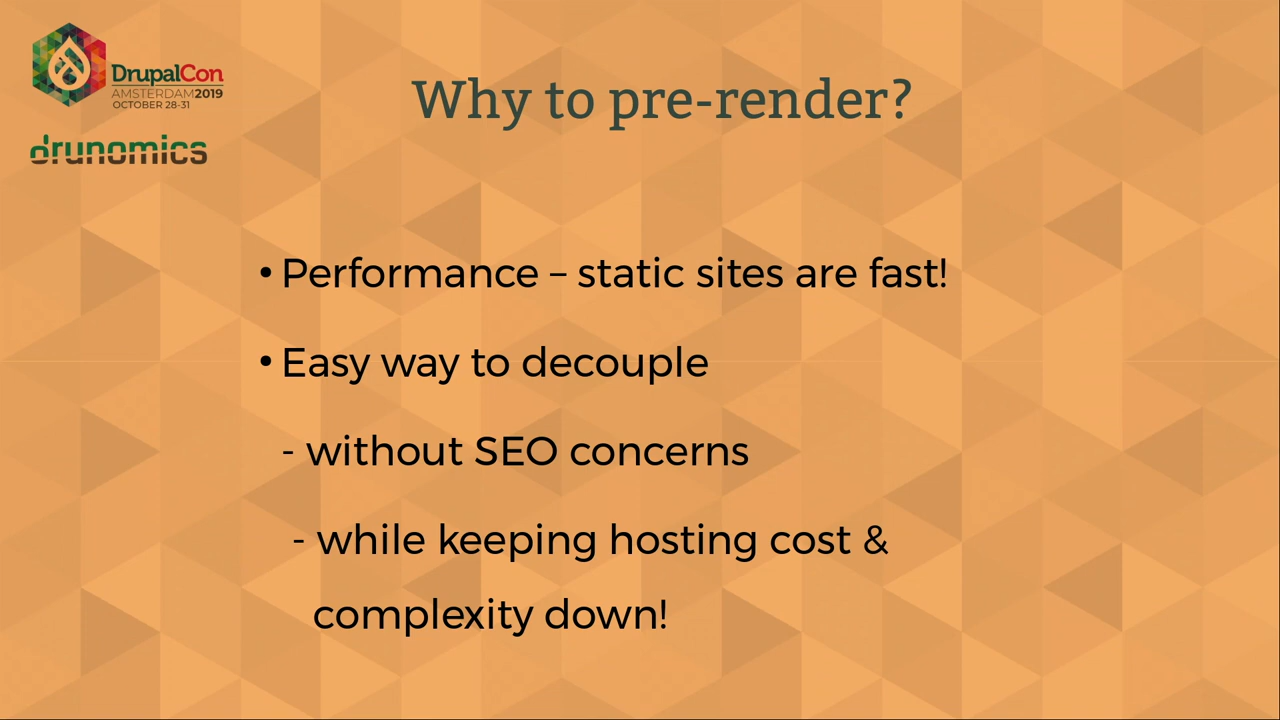 DrupalCon
AMSTERDAM2019
OCTOBER 28-31
drunomics
Why to pre-render?
• Performance – static sites are fast!
• Easy way to decouple
- without SEO concerns
- while keeping hosting cost &
complexity down!